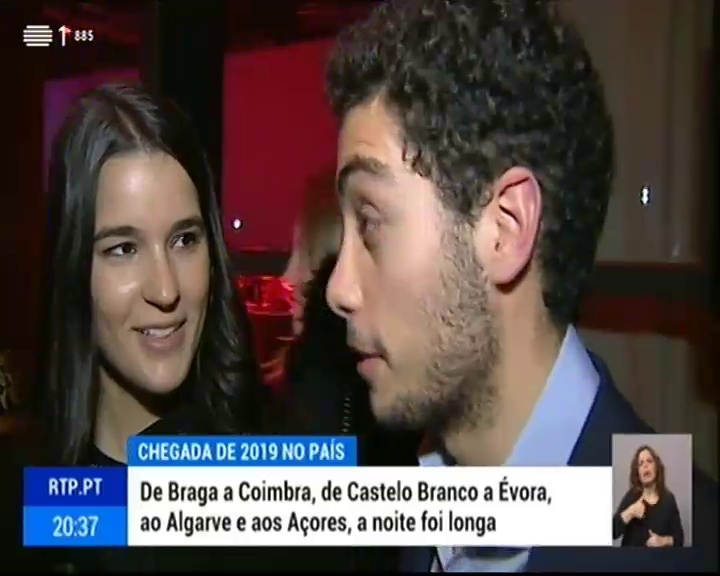 1 885
CHEGADA DE 2019 NO PAÍS
RTP.PT
De Braga a Coimbra, de Castelo Branco a Évora,
20:37
ao Algarve e aos Açores, a noite foi longa